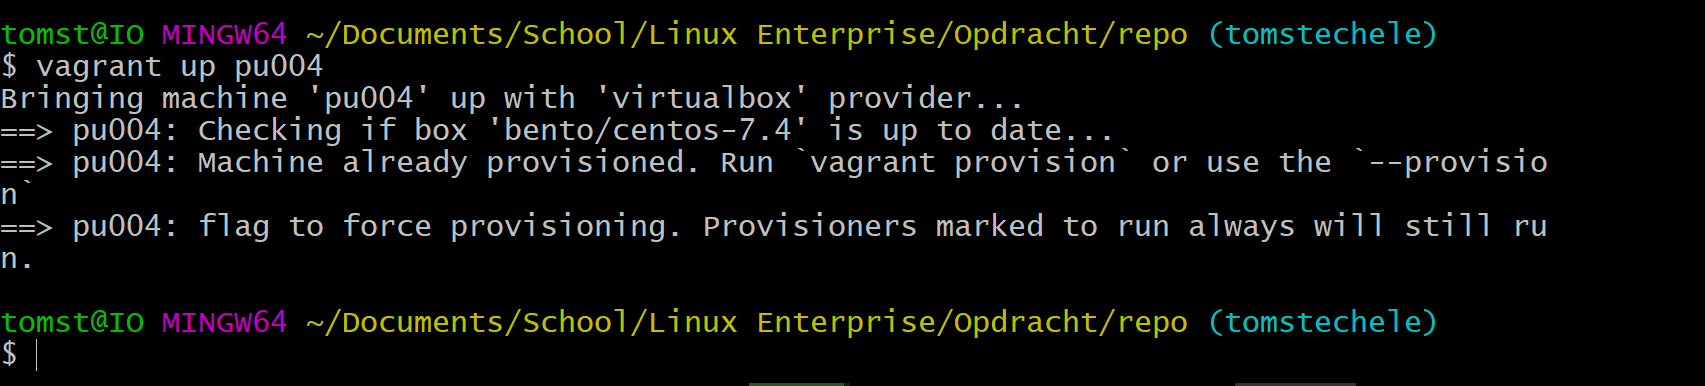 tomst@IO MINGW64 ~/Documents/School/Linux Enterprise/Opdracht/repo (tomstechele)
$ vagrant up pu004
Bringing machine 'pu004' up with 'virtualbox' provider...
==> pu004: Checking if box 'bento/centos-7.4' is up to date...
==> pu004: Machine already provisioned. Run `vagrant provision` or use the `--provisio
n`
==> pu004: flag to force provisioning. Provisioners marked to run always will still ru
n.
tomst@IO MINGW64 ~/Documents/School/Linux Enterprise/Opdracht/repo (tomstechele)
$